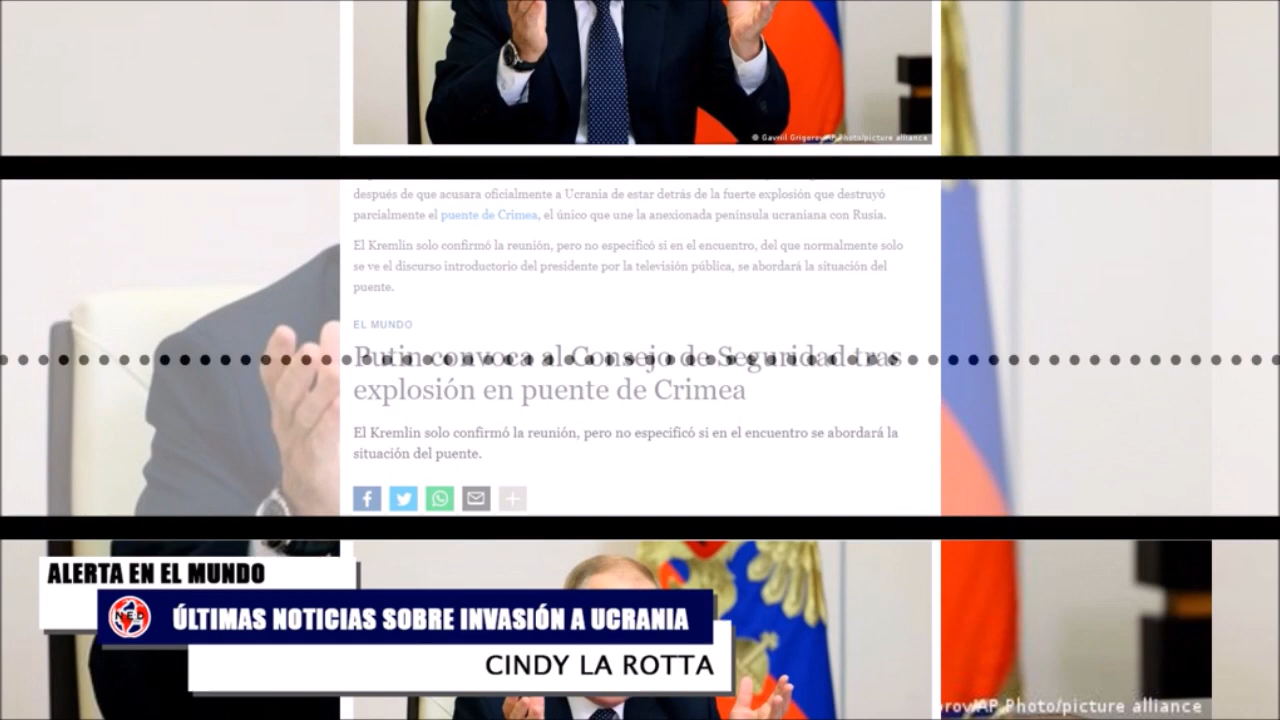 © Gavriil Grigorov/AP Photo/picture alliance
después de que acusara oficialmente a Ucrania de estar detrás de la fuerte explosión que destruyó
parcialmente el puente de Crimea, el único que une la anexionada península ucraniana con Rusia.
El Kremlin solo confirmó la reunión, pero no especificó si en el encuentro, del que normalmente solo
se ve el discurso introductorio del presidente por la televisión pública, se abordará la situación del
puente.
EL MUNDO
Putin convoca al Consejo de Seguridad tras
explosión en puente de Crimea
El Kremlin solo confirmó la reunión, pero no especificó si en el encuentro se abordará la
situación del puente.
ALERTA EN EL MUNDO
ÚLTIMAS NOTICIAS SOBRE INVASIÓN A UCRANIA
CINDY LA ROTTA
rov/AP Photo/picture alliance